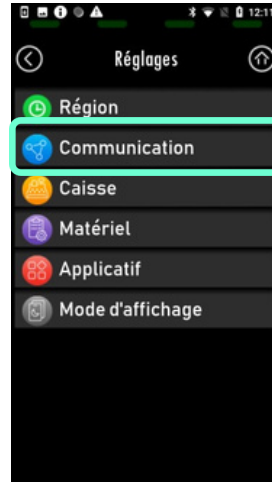 12:11
Réglages
Région
Communication
Caisse
Matériel
Applicatif
Mode d'affichage